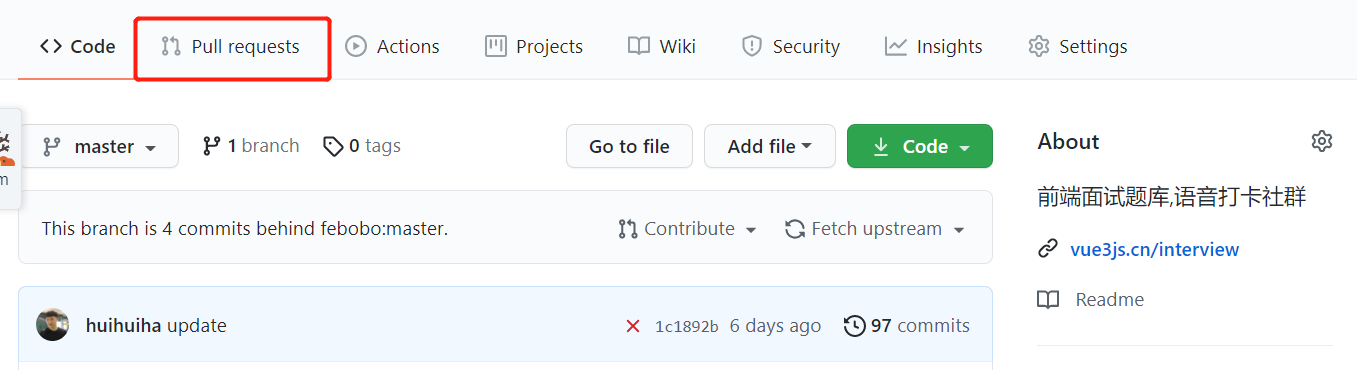 Code Pull requests Actions Projects Wiki Security Insights Settings
master 1 branch 0 tags Go to file Add file Code
This branch is 4 commits behind febobo:master. Contribute Fetch upstream
huihuiha update 1c1892b 6 days ago 97 commits
m
About
前端面试题库,语音打卡社群
vue3js.cn/interview
Readme